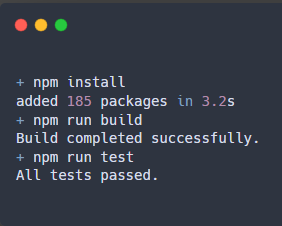 + npm install
added 185 packages in 3.2s
+ npm run build
Build completed successfully.
+ npm run test
All tests passed.